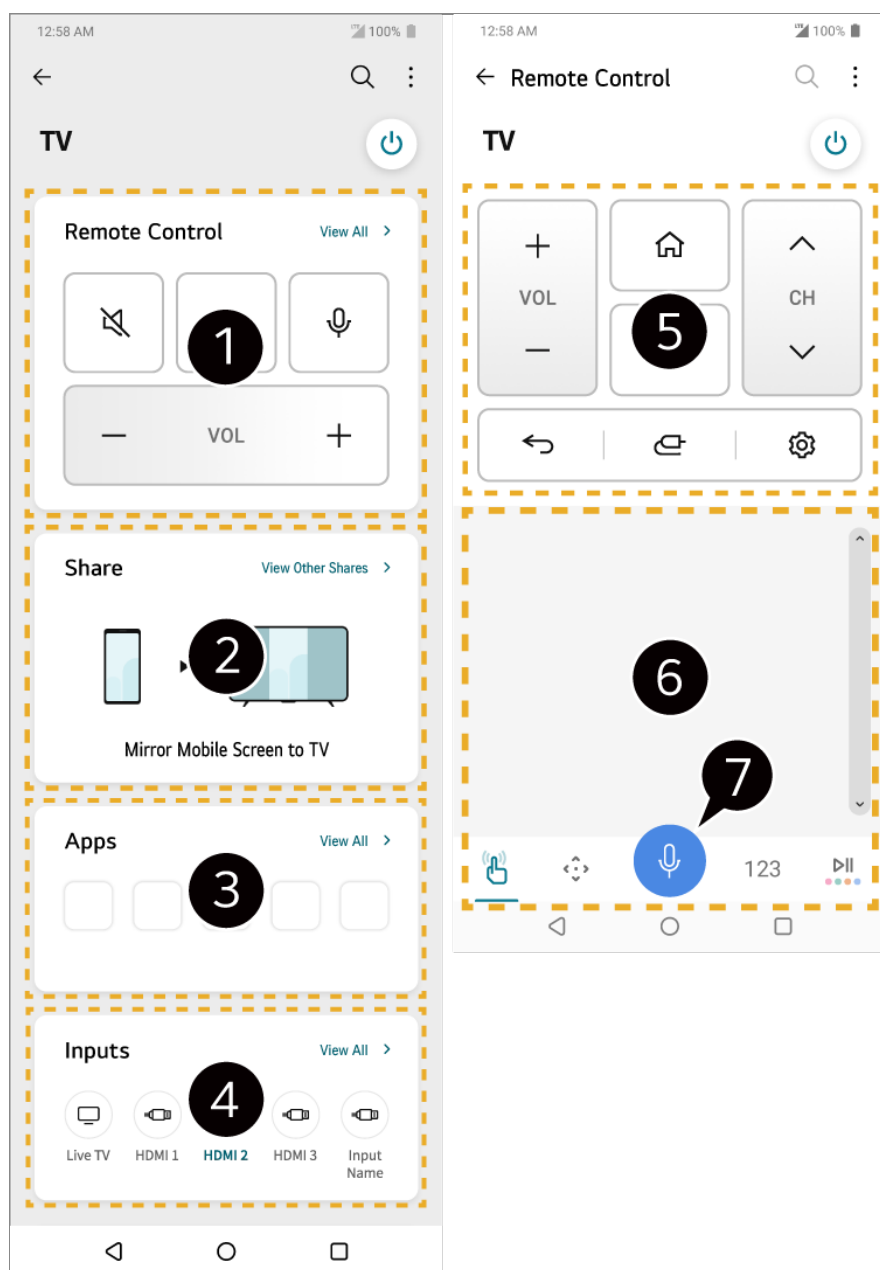 12:58 AM
LTE 100%
TV
Remote Control
View All >
1
VOL
Share
View Other Shares >
2
Mirror Mobile Screen to TV
Apps
View All >
3
Inputs
View All >
4
Live TV
HDMI 1
HDMI 2
HDMI 3
Input
Name
12:58 AM
LTE 100%
Remote Control
TV
VOL
CH
5
6
7
123